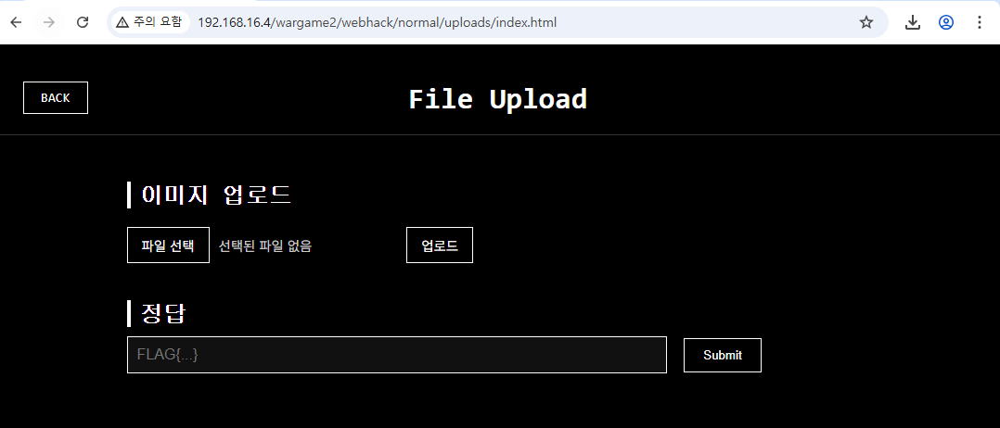 주의 요함 192.168.16.4/wargame2/webhack/normal/uploads/index.html
BACK File Upload
이미지 업로드
파일 선택 선택된 파일 없음 업로드
정답
FLAG{...} Submit